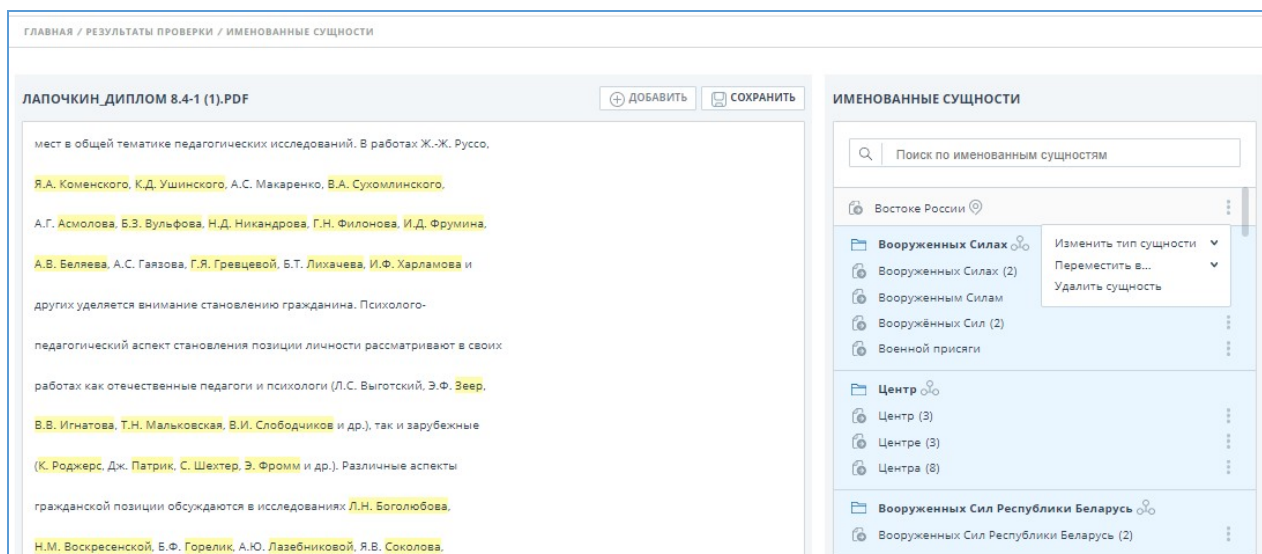 ГЛАВНАЯ / РЕЗУЛЬТАТЫ ПРОВЕРКИ / ИМЕНОВАННЫЕ СУЩНОСТИ
ЛАПОЧКИН_ДИПЛОМ 8.4-1 (1).PDF
ДОБАВИТЬ
СОХРАНИТЬ
мест в общей тематике педагогических исследований. В работах Ж.-Ж. Руссо,
Я.А. Коменского, К.Д. Ушинского, А.С. Макаренко, В.А. Сухомлинского,
А.Г. Асмолова, Б.З. Вульфова, Н.Д. Никандрова, Г.Н. Филонова, И.Д. Фрумина,
А.В. Беляева, А.С. Гаязова, Г.Я. Гревцевой, Б.Т. Лихачева, И.Ф. Харламова и
других уделяется внимание становлению гражданина. Психолого-
педагогический аспект становления позиции личности рассматривают в своих
работах как отечественные педагоги и психологи (Л.С. Выготский, Э.Ф. Зеер,
В.В. Игнатова, Т.Н. Мальковская, В.И. Слободчиков и др.), так и зарубежные
(К. Роджерс, Дж. Патрик, С. Шехтер, Э. Фромм и др.). Различные аспекты
гражданской позиции обсуждаются в исследованиях Л.Н. Боголюбова,
Н.М. Воскресенской, Б.Ф. Горелик, А.Ю. Лазебниковой, Я.В. Соколова,
ИМЕНОВАННЫЕ СУЩНОСТИ
Поиск по именованным сущностям
Востоке России
Вооруженных Силах
Вооруженных Силах (2)
Вооруженным Силам
Вооружённых Сил (2)
Военной присяги
Изменить тип сущности
Переместить в...
Удалить сущность
Центр
Центр (3)
Центре (3)
Центра (8)
Вооруженных Сил Республики Беларусь
Вооруженных Сил Республики Беларусь (2)